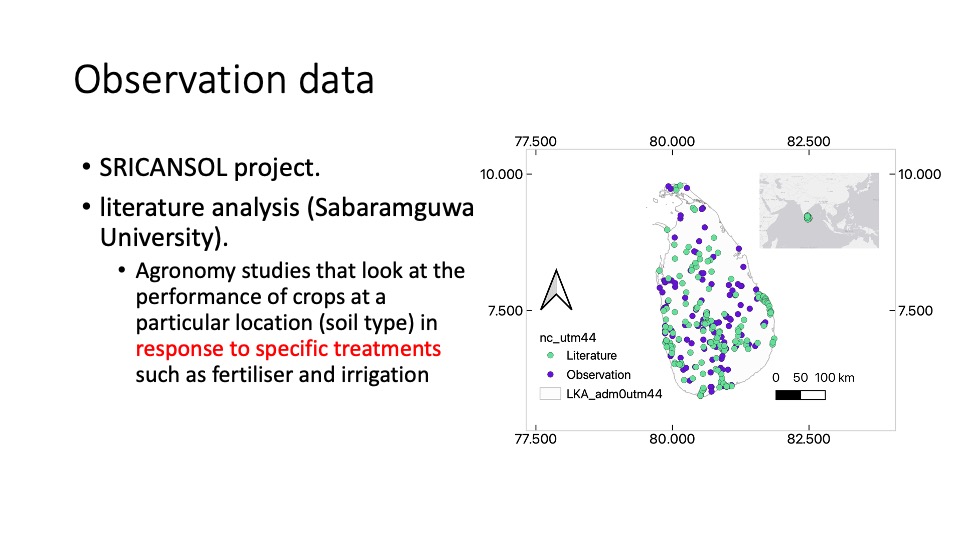 Observation data
• SRICANSOL project.
• literature analysis (Sabaramguwa
University).
• Agronomy studies that look at the
performance of crops at a
particular location (soil type) in
response to specific treatments
such as fertiliser and irrigation
77.500 80.000 82.500
10.000 10.000
7.500 7.500
nc_utm44
Literature
Observation
LKA_adm0utm44
0 50 100 km
77.500 80.000 82.500